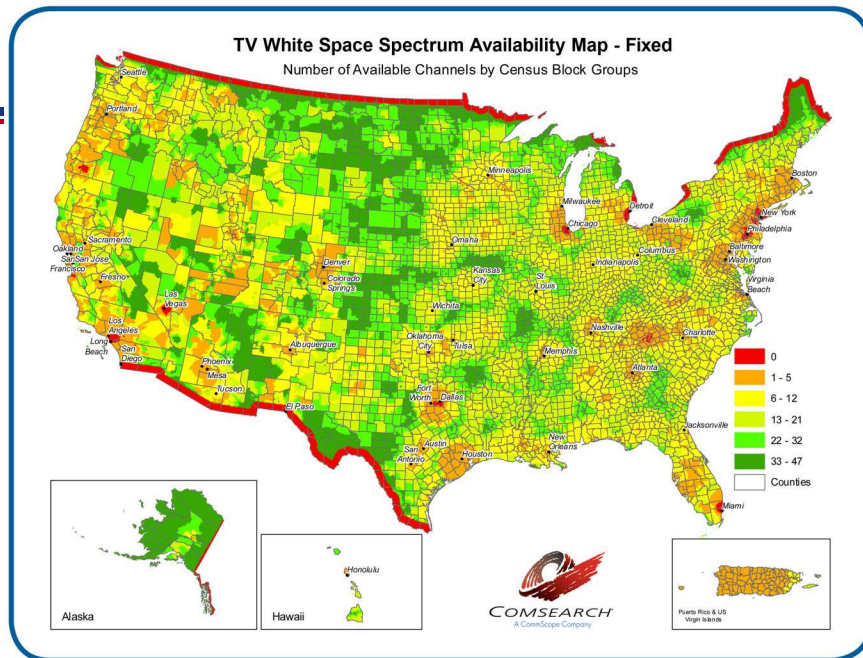 TV White Space Spectrum Availability Map - Fixed
Number of Available Channels by Census Block Groups
Seattle
Portland
Minneapolis
Boston
Milwaukee
Detroit
Chicago
Cleveland
New York
Philadelphia
Sacramento
Oakland
San
Francisco
San Jose
Fresno
Omaha
Columbus
Baltimore
Washington
Indianapolis
Denver
Colorado
Springs
Kansas
City
St.
Louis
Virginia
Beach
Las
Vegas
Wichita
Los
Angeles
Long
Beach
San
Diego
Albuquerque
Oklahoma
City
Tulsa
Nashville
Charlotte
Memphis
Phoenix
Mesa
Tucson
Atlanta
Fort
Worth
Dallas
El Paso
Austin
San
Antonio
Houston
New
Orleans
Jacksonville
Miami
0
1 - 5
6 - 12
13 - 21
22 - 32
33 - 47
Counties
Alaska
Honolulu
Hawaii
COMSEARCH
A CommScope Company
Puerto Rico & US
Virgin Islands